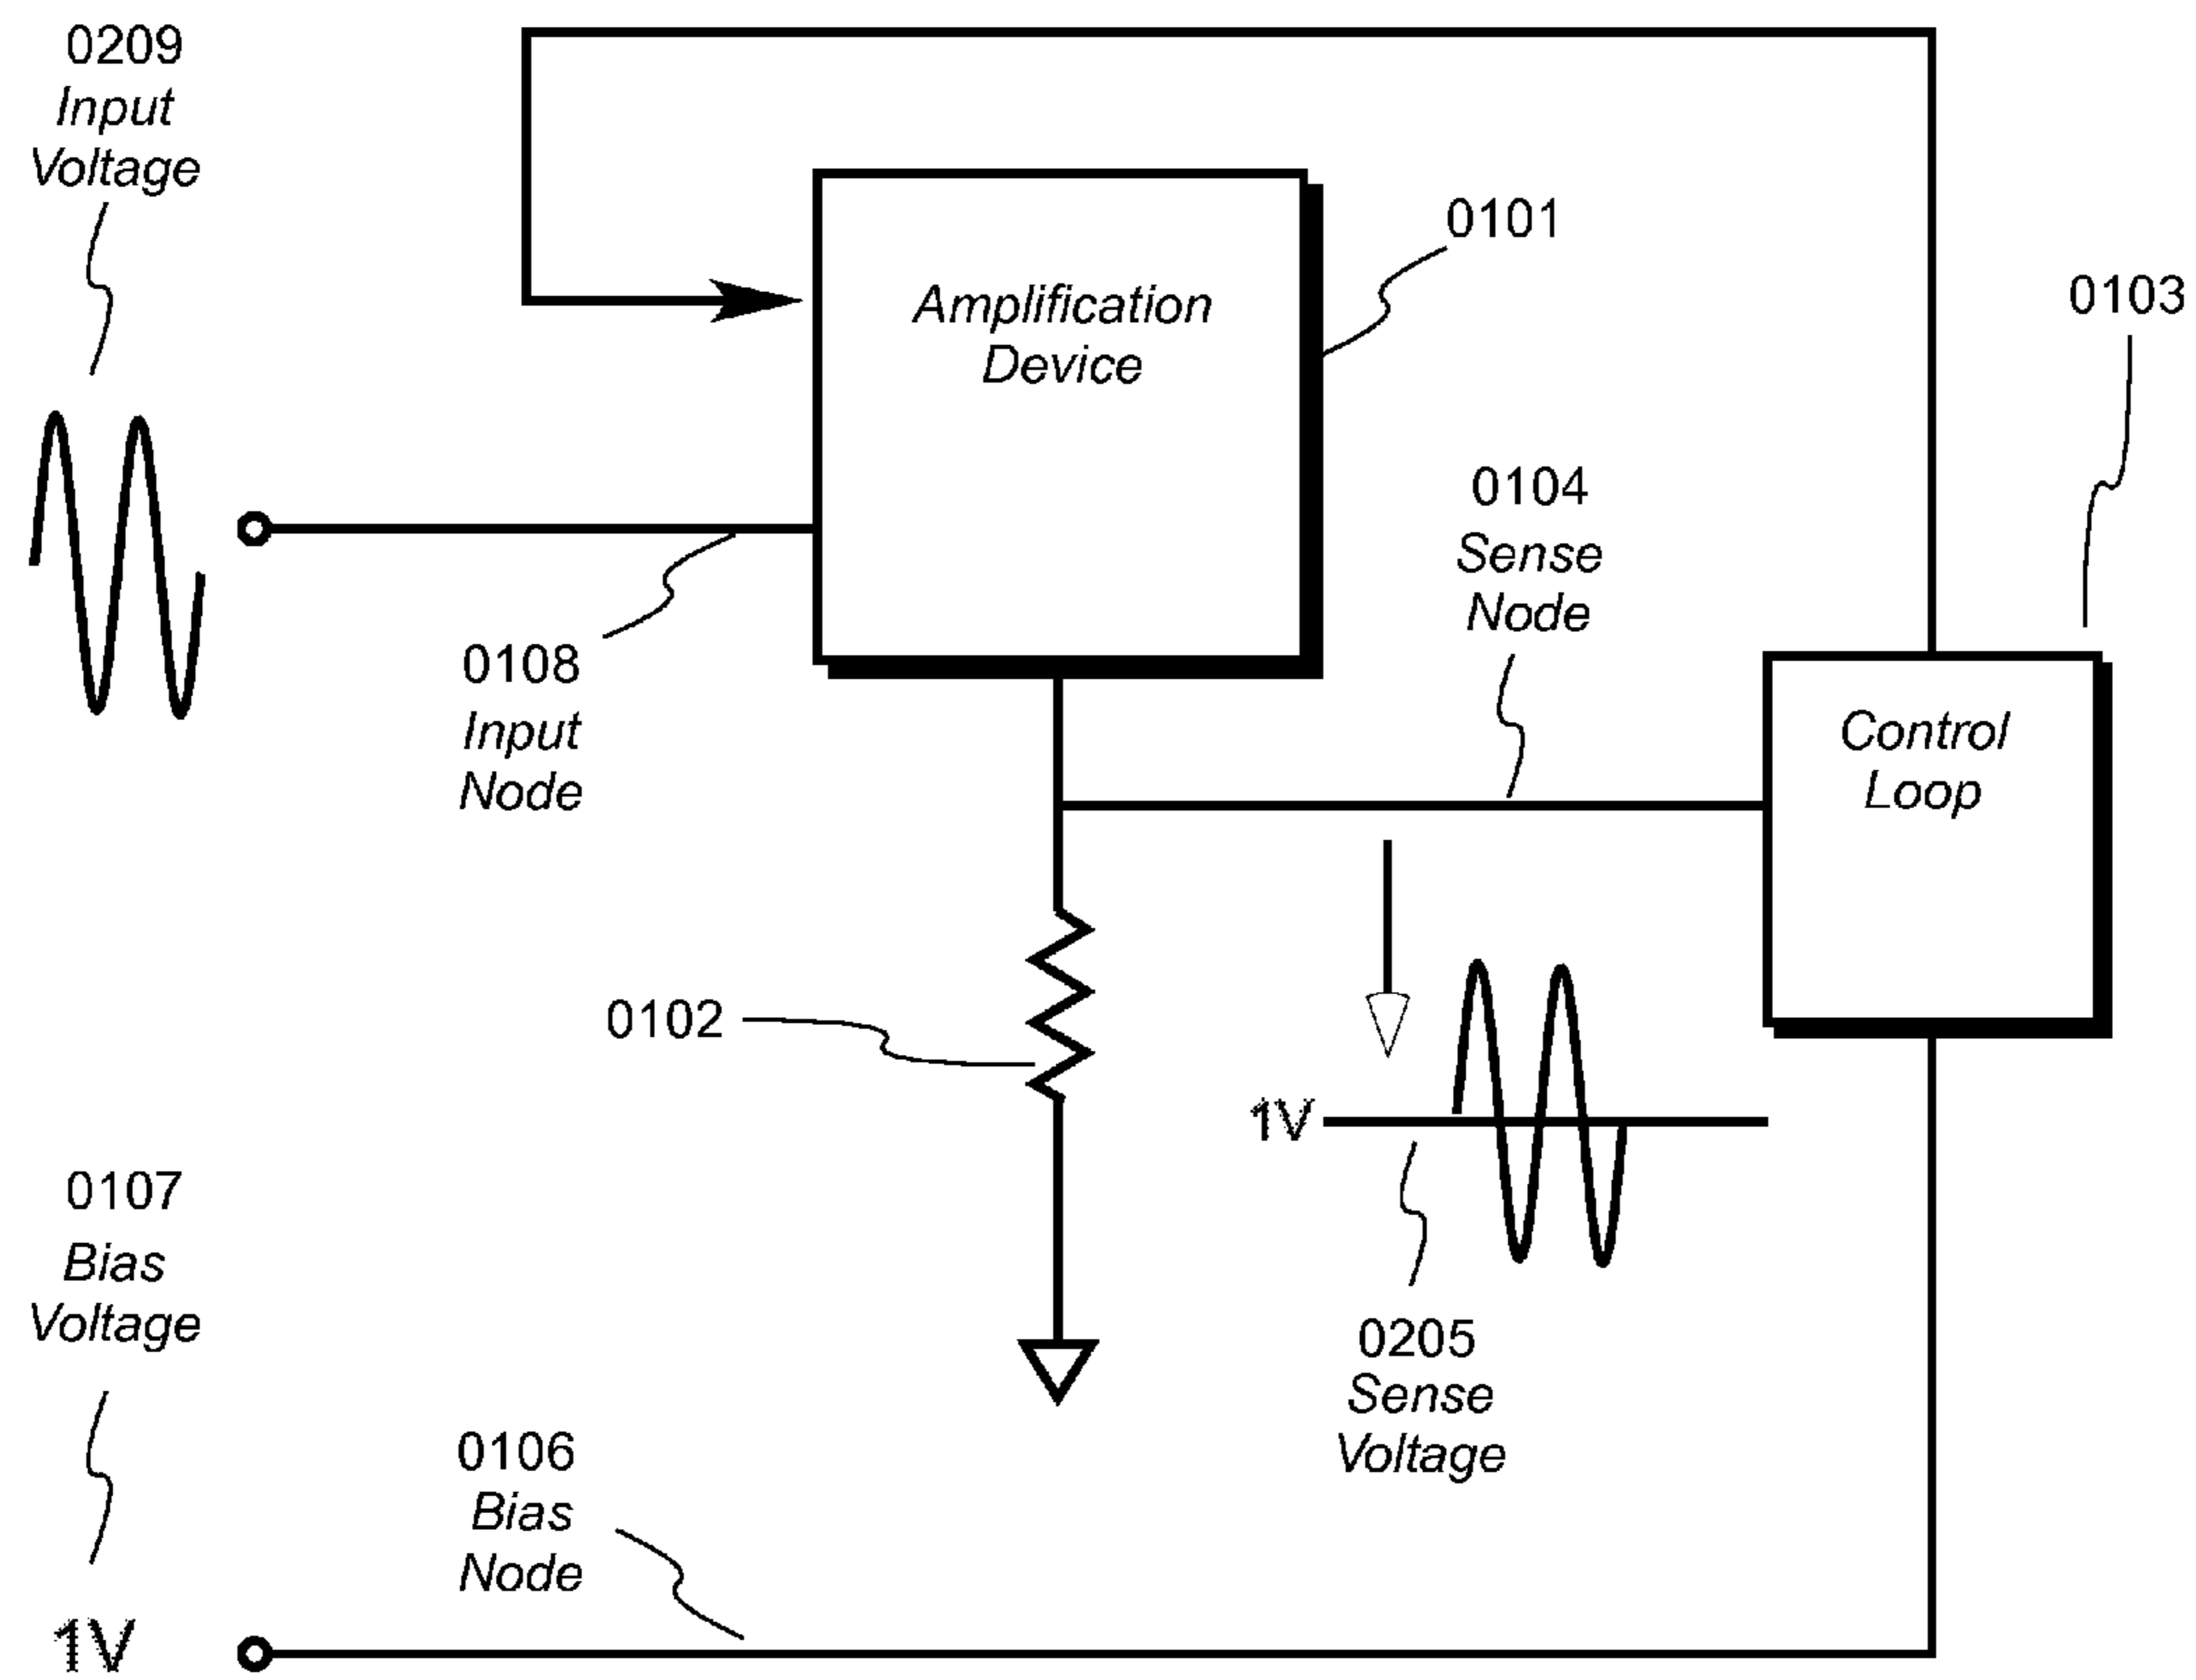 0209
Input
Voltage
0101
Amplification
Device
0103
0104
Sense
Node
0108
Input
Node
Control
Loop
0102
1V
0107
Bias
Voltage
0205
Sense
Voltage
0106
Bias
Node
1V